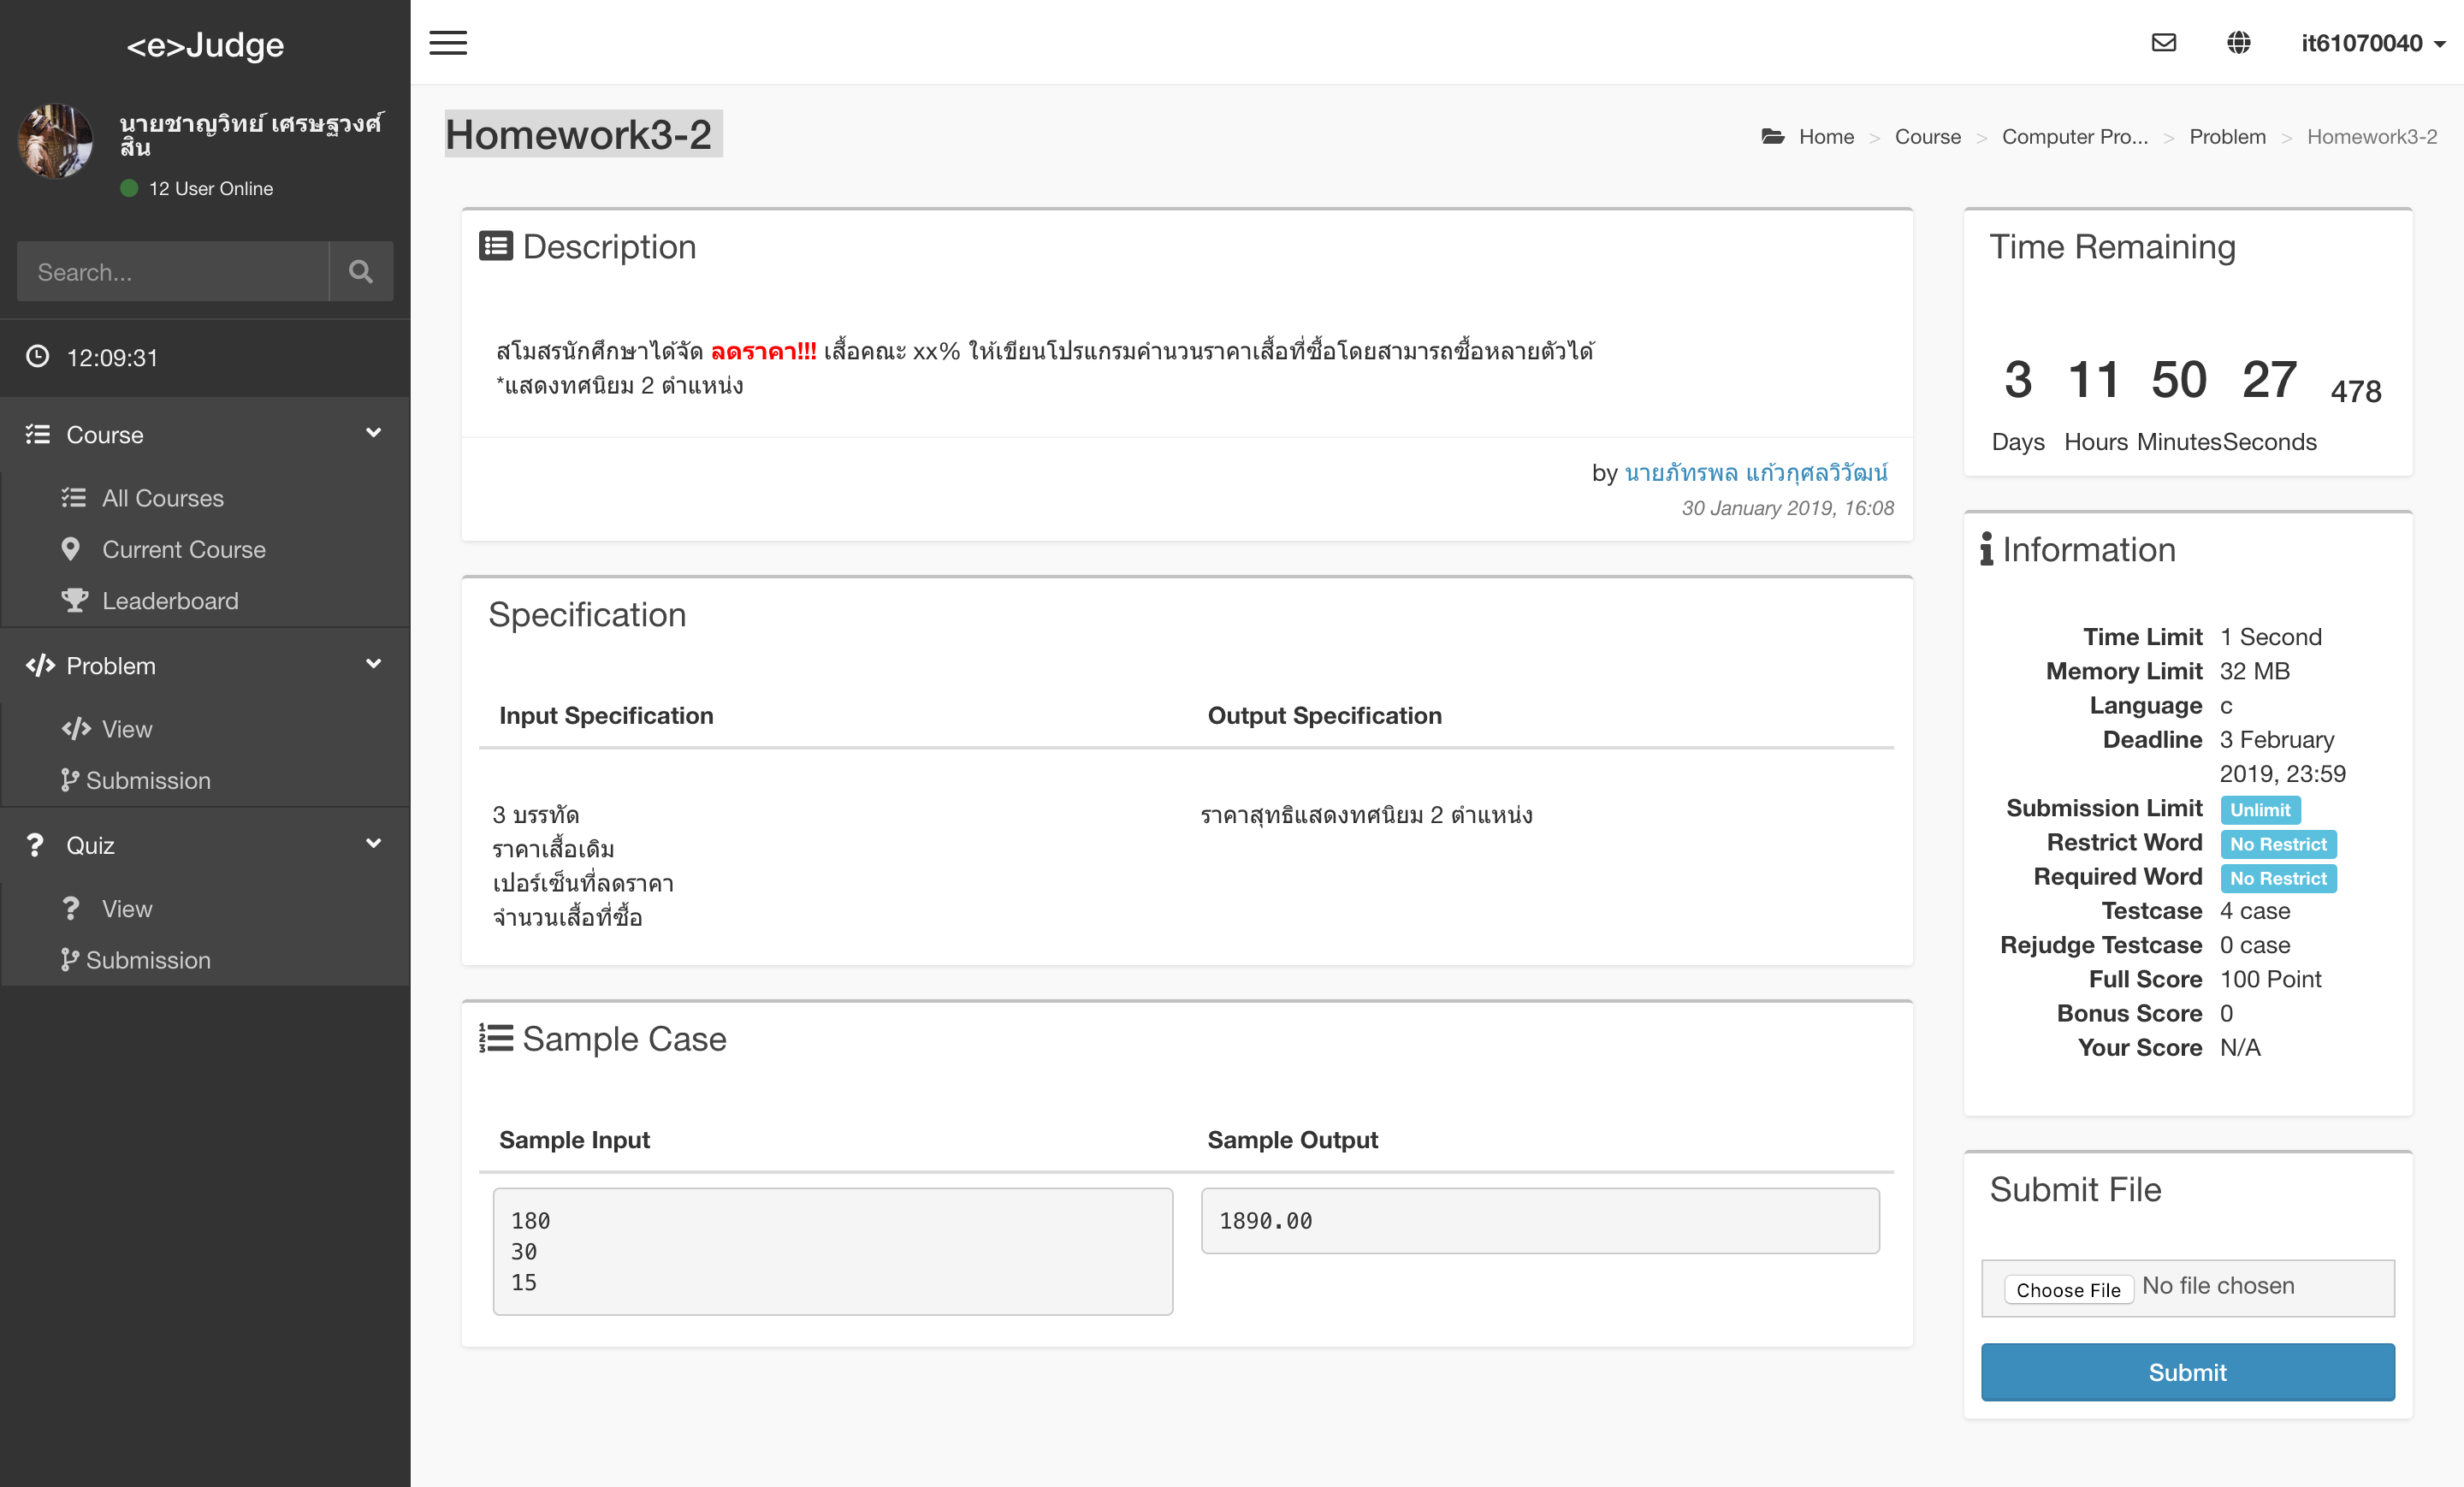 <e>Judge
นายชาญวิทย์ เศรษฐวงศ์
สิน
12 User Online
Search...
12:09:31
Course
All Courses
Current Course
Leaderboard
Problem
View
Submission
Quiz
View
Submission
it61070040
Homework3-2
Home > Course > Computer Pro... > Problem > Homework3-2
Description
สโมสรนักศึกษาได้จัด ลดราคา!!! เสื้อคณะ xx% ให้เขียนโปรแกรมคำนวนราคาเสื้อที่ซื้อโดยสามารถซื้อหลายตัวได้
*แสดงทศนิยม 2 ตำแหน่ง
by นายภัทรพล แก้วกุศลวิวัฒน์
30 January 2019, 16:08
Specification
Input Specification
Output Specification
3 บรรทัด
ราคาเสื้อเดิม
เปอร์เซ็นที่ลดราคา
จำนวนเสื้อที่ซื้อ
ราคาสุทธิแสดงทศนิยม 2 ตำแหน่ง
Sample Case
Sample Input
Sample Output
180
30
15
1890.00
Time Remaining
3 11 50 27 478
Days Hours Minutes Seconds
Information
Time Limit 1 Second
Memory Limit 32 MB
Language c
Deadline 3 February
2019, 23:59
Submission Limit Unlimit
Restrict Word No Restrict
Required Word No Restrict
Testcase 4 case
Rejudge Testcase 0 case
Full Score 100 Point
Bonus Score 0
Your Score N/A
Submit File
Choose File No file chosen
Submit